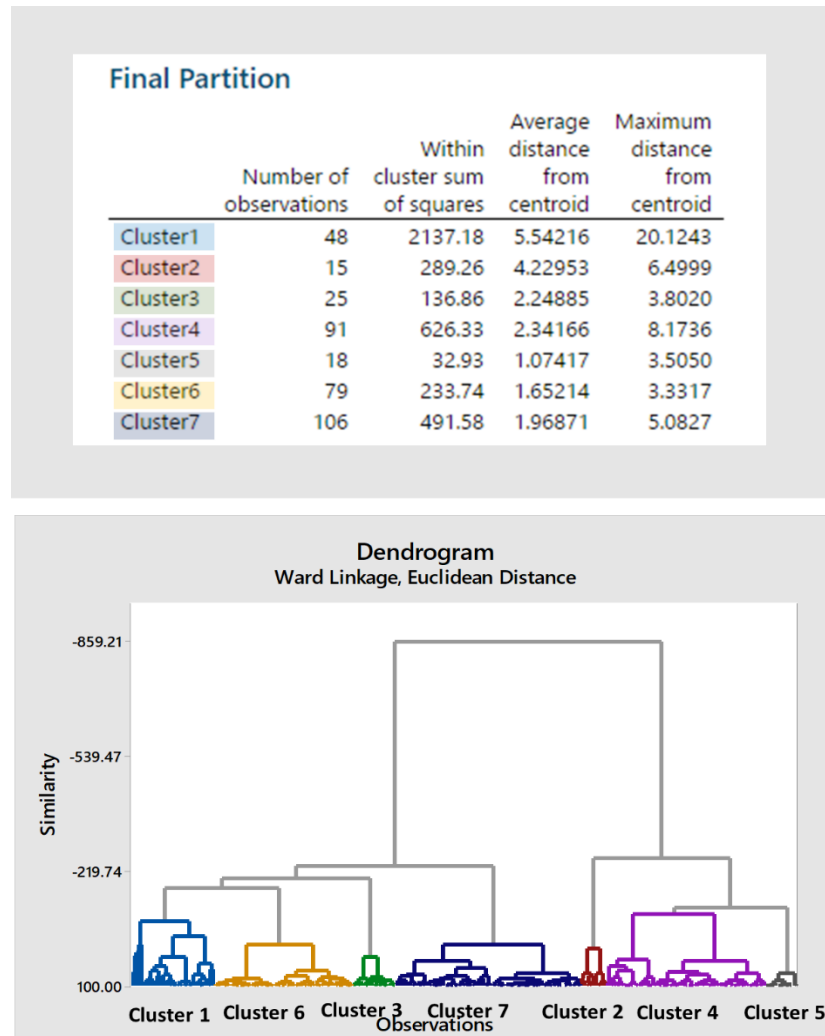 Final Partition
Average Maximum
Within distance distance
Number of cluster sum from from
observations of squares centroid centroid
Cluster1 48 2137.18 5.54216 20.1243
Cluster2 15 289.26 4.22953 6.4999
Cluster3 25 136.86 2.24885 3.8020
Cluster4 91 626.33 2.34166 8.1736
Cluster5 18 32.93 1.07417 3.5050
Cluster6 79 233.74 1.65214 3.3317
Cluster7 106 491.58 1.96871 5.0827
Dendrogram
Ward Linkage, Euclidean Distance
Similarity
-859.21
-539.47
-219.74
100.00
Cluster 1 Cluster 6 Cluster 3 Cluster 7 Cluster 2 Cluster 4 Cluster 5
Observations